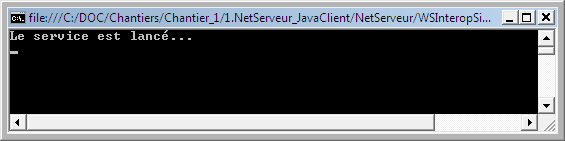 file:///C:/DOC/Chantiers/Chantier_1/1.NetServeur_JavaClient/NetServeur/WSInteropSi...
Le service est lancé...